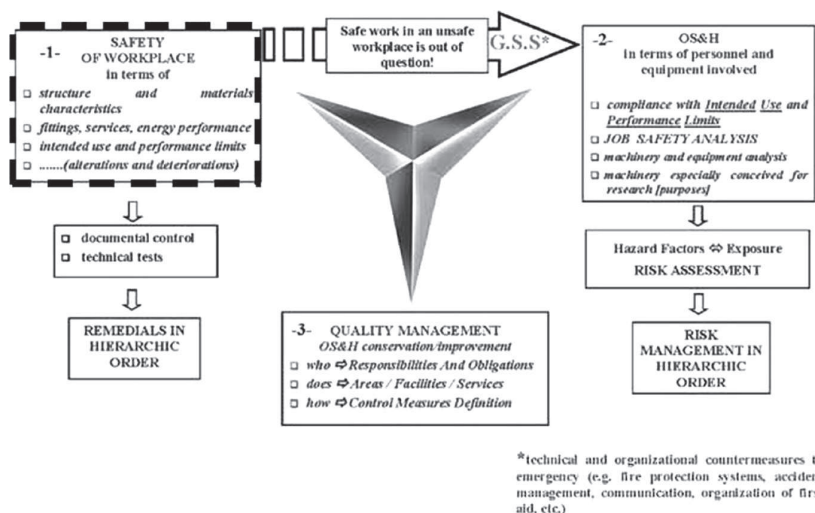 -1- SAFETY
OF WORKPLACE
in terms of
structure and materials
characteristics
fittings, services, energy performance
intended use and performance limits
.......(alterations and deteriorations)
documental control
technical tests
REMEDIALS IN
HIERARCHIC
ORDER
Safe work in an unsafe
workplace is out of
question!
G.S.S*
-2- OS&H
in terms of personnel and
equipment involved
compliance with Intended Use and
Performance Limits
JOB SAFETY ANALYSIS
machinery and equipment analysis
machinery especially conceived for
research [purposes]
Hazard Factors ⇔ Exposure
RISK ASSESSMENT
RISK
MANAGEMENT IN
HIERARCHIC
ORDER
-3- QUALITY MANAGEMENT
OS&H conservation/improvement
who ⇨ Responsibilities And Obligations
does ⇨ Areas / Facilities / Services
how ⇨ Control Measures Definition
*technical and organizational countermeasures t
emergency (e.g. fire protection systems, acciden
management, communication, organization of firs
aid, etc.)